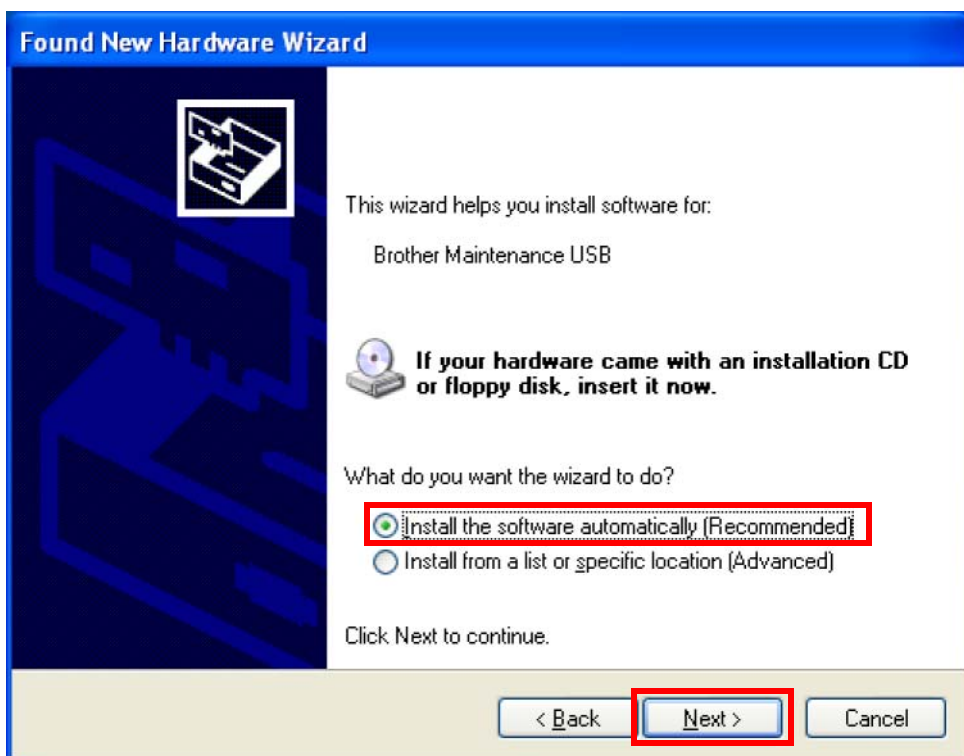 Found New Hardware Wizard
This wizard helps you install software for:
Brother Maintenance USB
If your hardware came with an installation CD
or floppy disk, insert it now.
What do you want the wizard to do?
Install the software automatically (Recommended)
Install from a list or specific location (Advanced)
Click Next to continue.
< Back Next > Cancel